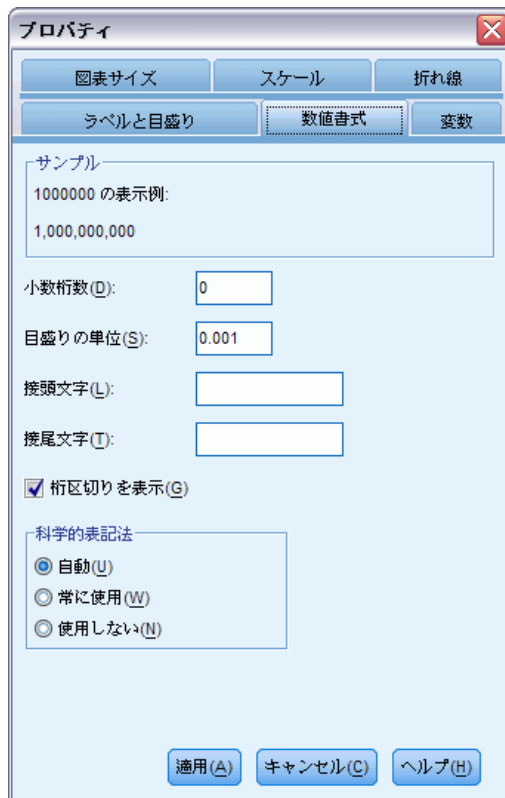 プロパティ
図表サイズ スケール 折れ線
ラベルと目盛り 数値書式 変数
サンプル
1000000 の表示例:
1,000,000,000
小数桁数(D): 0
目盛りの単位(S): 0.001
接頭文字(L):
接尾文字(T):
桁区切りを表示(G)
科学的表記法
自動(U)
常に使用(W)
使用しない(N)
適用(A) キャンセル(C) ヘルプ(H)